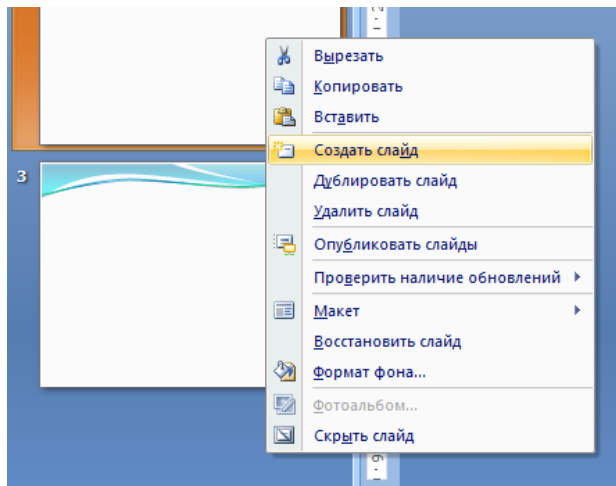 Вырезать
Копировать
Вставить
Создать слайд
3
Дублировать слайд
Удалить слайд
Опубликовать слайды
Проверить наличие обновлений
Макет
Восстановить слайд
Формат фона...
Фотоальбом...
Скрыть слайд